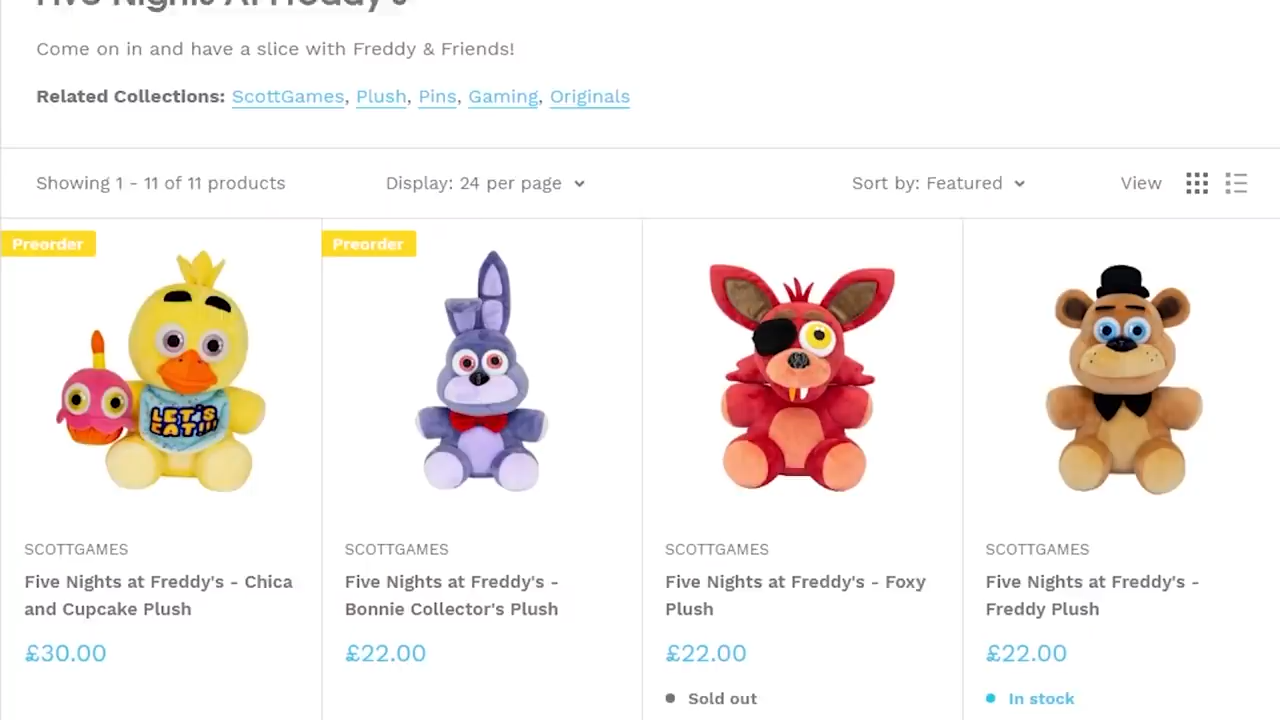 Five Nights At Freddy's
Come on in and have a slice with Freddy & Friends!
Related Collections: ScottGames, Plush, Pins, Gaming, Originals
Showing 1 - 11 of 11 products
Display: 24 per page
Sort by: Featured
View
Preorder
LET'S
EAT!!!
SCOTTGAMES
Five Nights at Freddy's - Chica
and Cupcake Plush
£30.00
Preorder
SCOTTGAMES
Five Nights at Freddy's -
Bonnie Collector's Plush
£22.00
SCOTTGAMES
Five Nights at Freddy's - Foxy
Plush
£22.00
Sold out
SCOTTGAMES
Five Nights at Freddy's -
Freddy Plush
£22.00
In stock